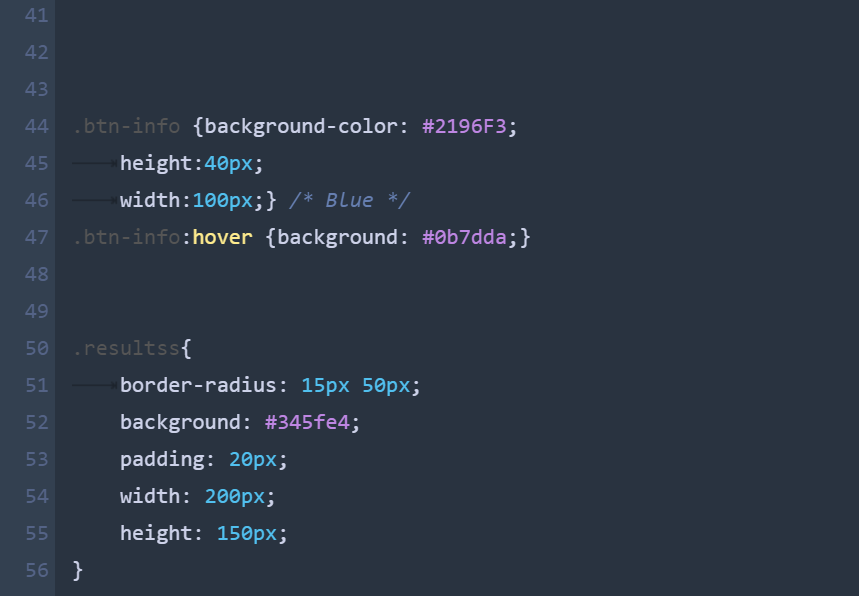 41
42
43
44 .btn-info {background-color: #2196F3;
45 height:40px;
46 width:100px;} /* Blue */
47 .btn-info:hover {background: #0b7dda;}
48
49
50 .resultss{
51 border-radius: 15px 50px;
52 background: #345fe4;
53 padding: 20px;
54 width: 200px;
55 height: 150px;
56 }